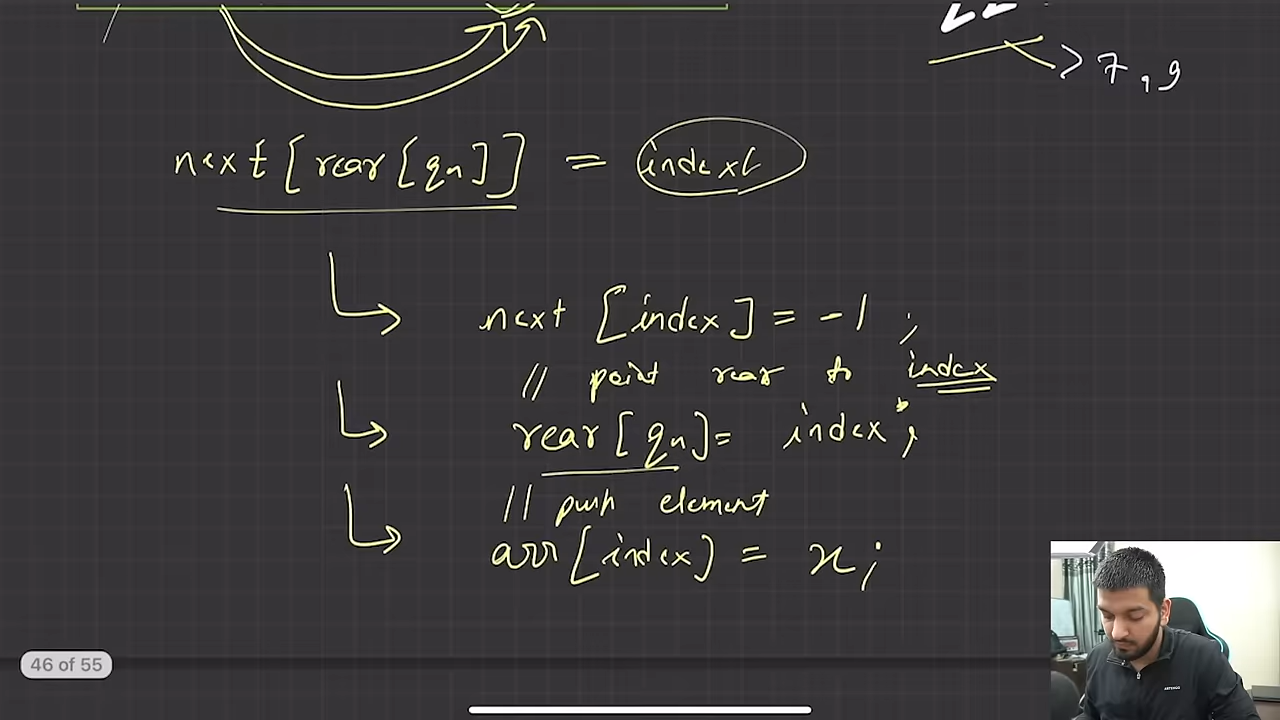 > 7, 9
next[rear[qn]] = index
next[index] = -1;
// point rear to index
rear[qn] = index;
// push element
arr[index] = x;
46 of 55